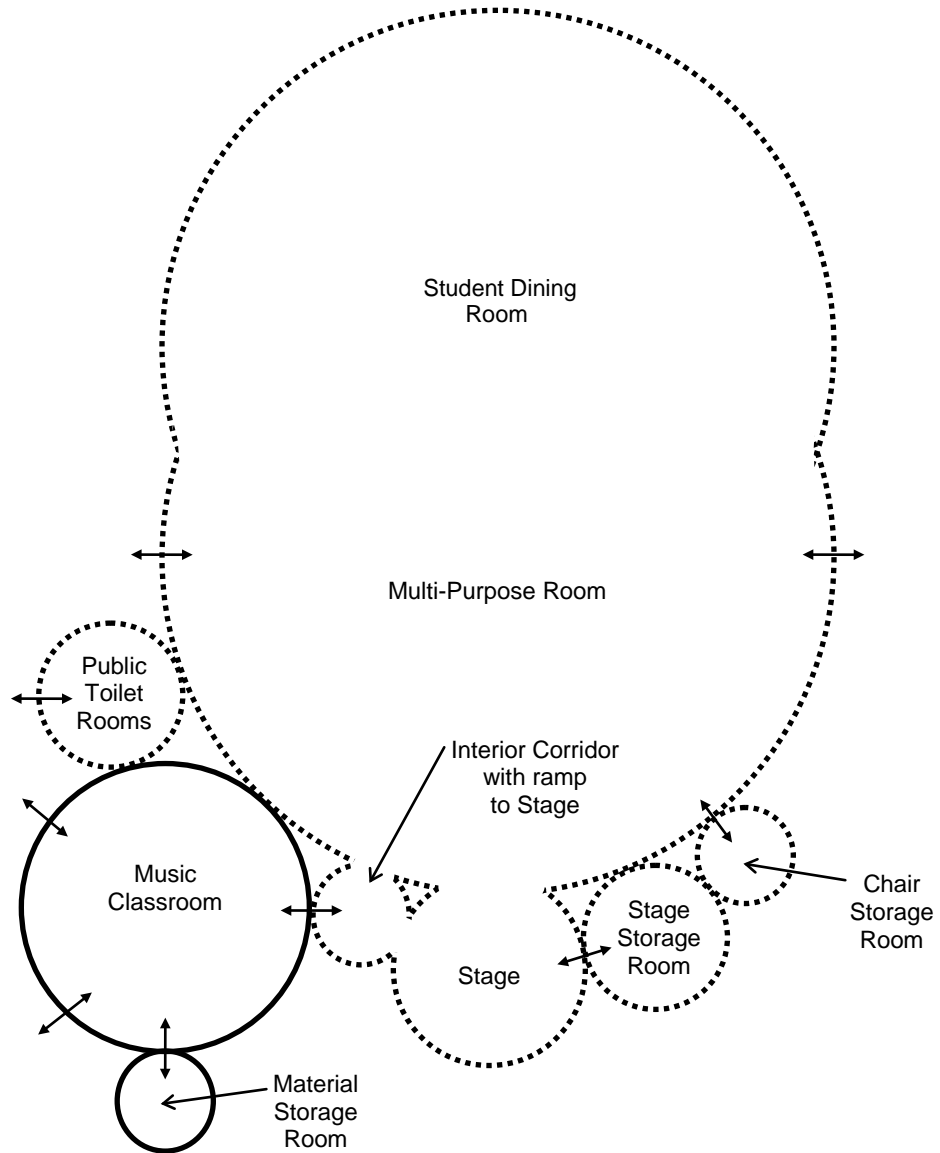 Student Dining
Room
Multi-Purpose Room
Public
Toilet
Rooms
Interior Corridor
with ramp
to Stage
Music
Classroom
Chair
Storage
Room
Stage
Storage
Room
Stage
Material
Storage
Room